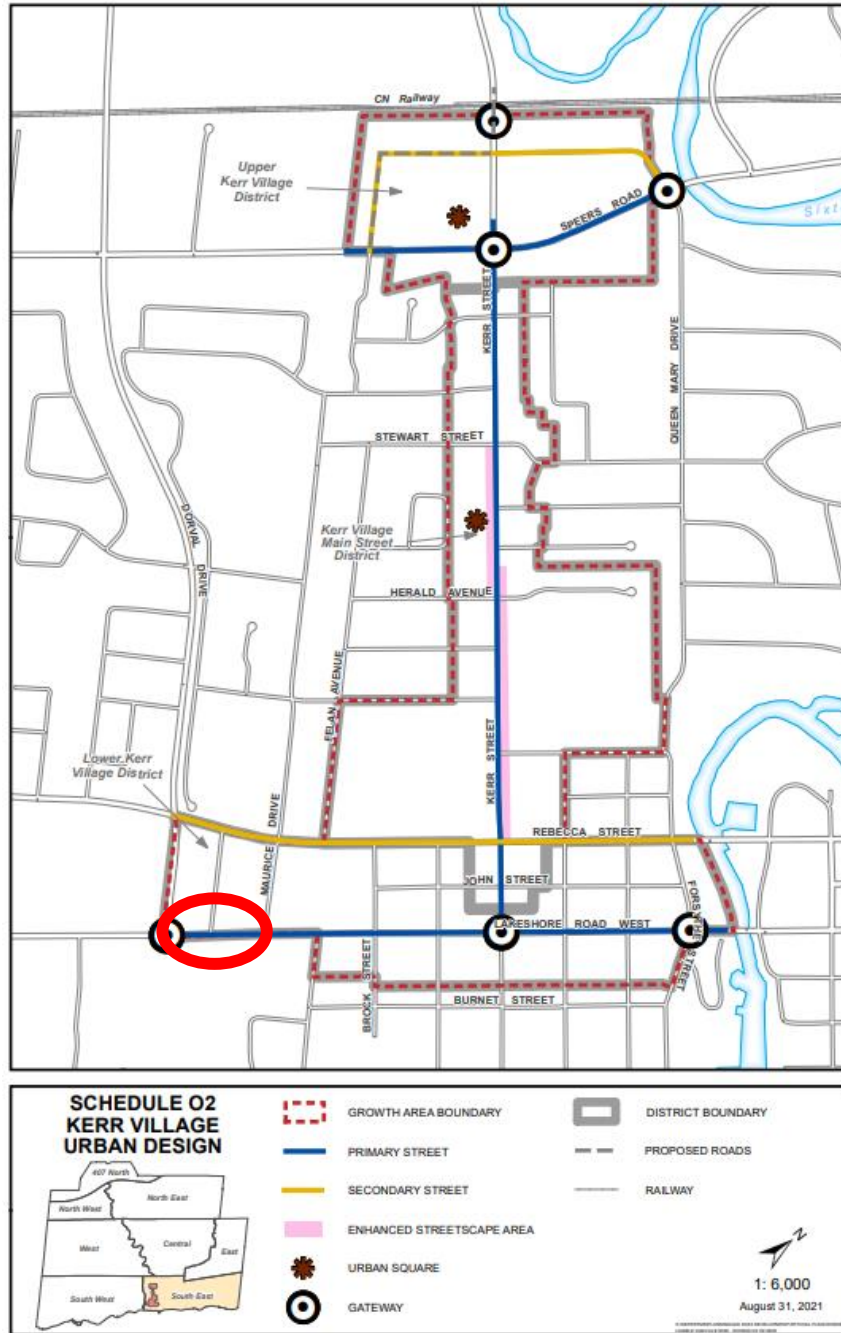 CN Railway
Upper
Kerr Village
District
SPEERS ROAD
KERR STREET
QUEEN MARY DRIVE
STEWART STREET
Kerr Village
Main Street
District
DORVAL DRIVE
HERALD AVENUE
FELAN AVENUE
Lower Kerr
Village District
KERR STREET
MAURICE DRIVE
REBECCA STREET
JOHN STREET
FORSYTHE STREET
LAKESHORE ROAD WEST
BROCK STREET
BURNET STREET
SCHEDULE O2
KERR VILLAGE
URBAN DESIGN
407 North
North West
North East
West
Central
East
South West
South East
GROWTH AREA BOUNDARY
PRIMARY STREET
SECONDARY STREET
ENHANCED STREETSCAPE AREA
URBAN SQUARE
GATEWAY
DISTRICT BOUNDARY
PROPOSED ROADS
RAILWAY
N
1: 6,000
August 31, 2021